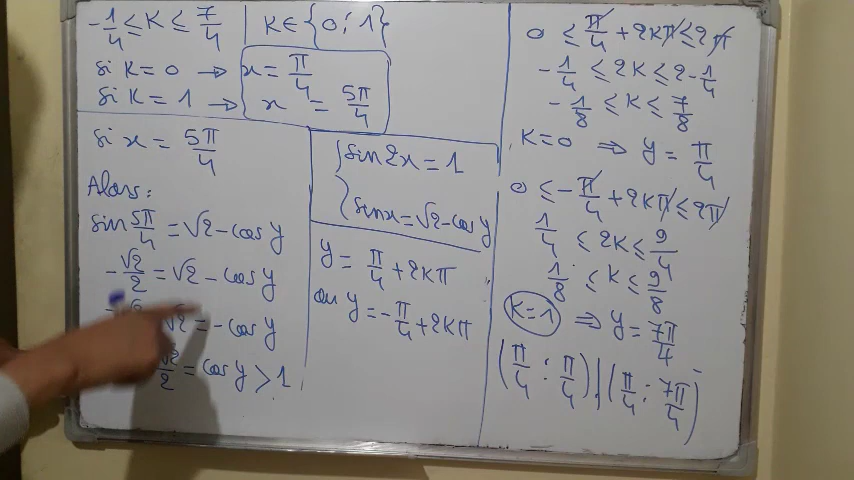 -1/4 ≤ K ≤ 7/4 | K ∈ {0 ; 1}
si K = 0 → x = π/4
si K = 1 → x = 5π/4
si x = 5π/4
Alors:
sin 5π/4 = √2 - cos y
-√2/2 = √2 - cos y
√2 = - cos y
√2/2 = cos y > 1
{ sin 2x = 1
sin x = √2 - cos y
y = π/4 + 2Kπ
ou y = -π/4 + 2Kπ
0 ≤ π/4 + 2Kπ ≤ 2π
-1/4 ≤ 2K ≤ 2 - 1/4
-1/8 ≤ K ≤ 7/8
K = 0 ⇒ y = π/4
0 ≤ -π/4 + 2Kπ ≤ 2π
1/4 ≤ 2K ≤ 9/4
1/8 ≤ K ≤ 9/8
K = 1 ⇒ y = 7π/4
(π/4 ; π/4) | (π/4 ; 7π/4)